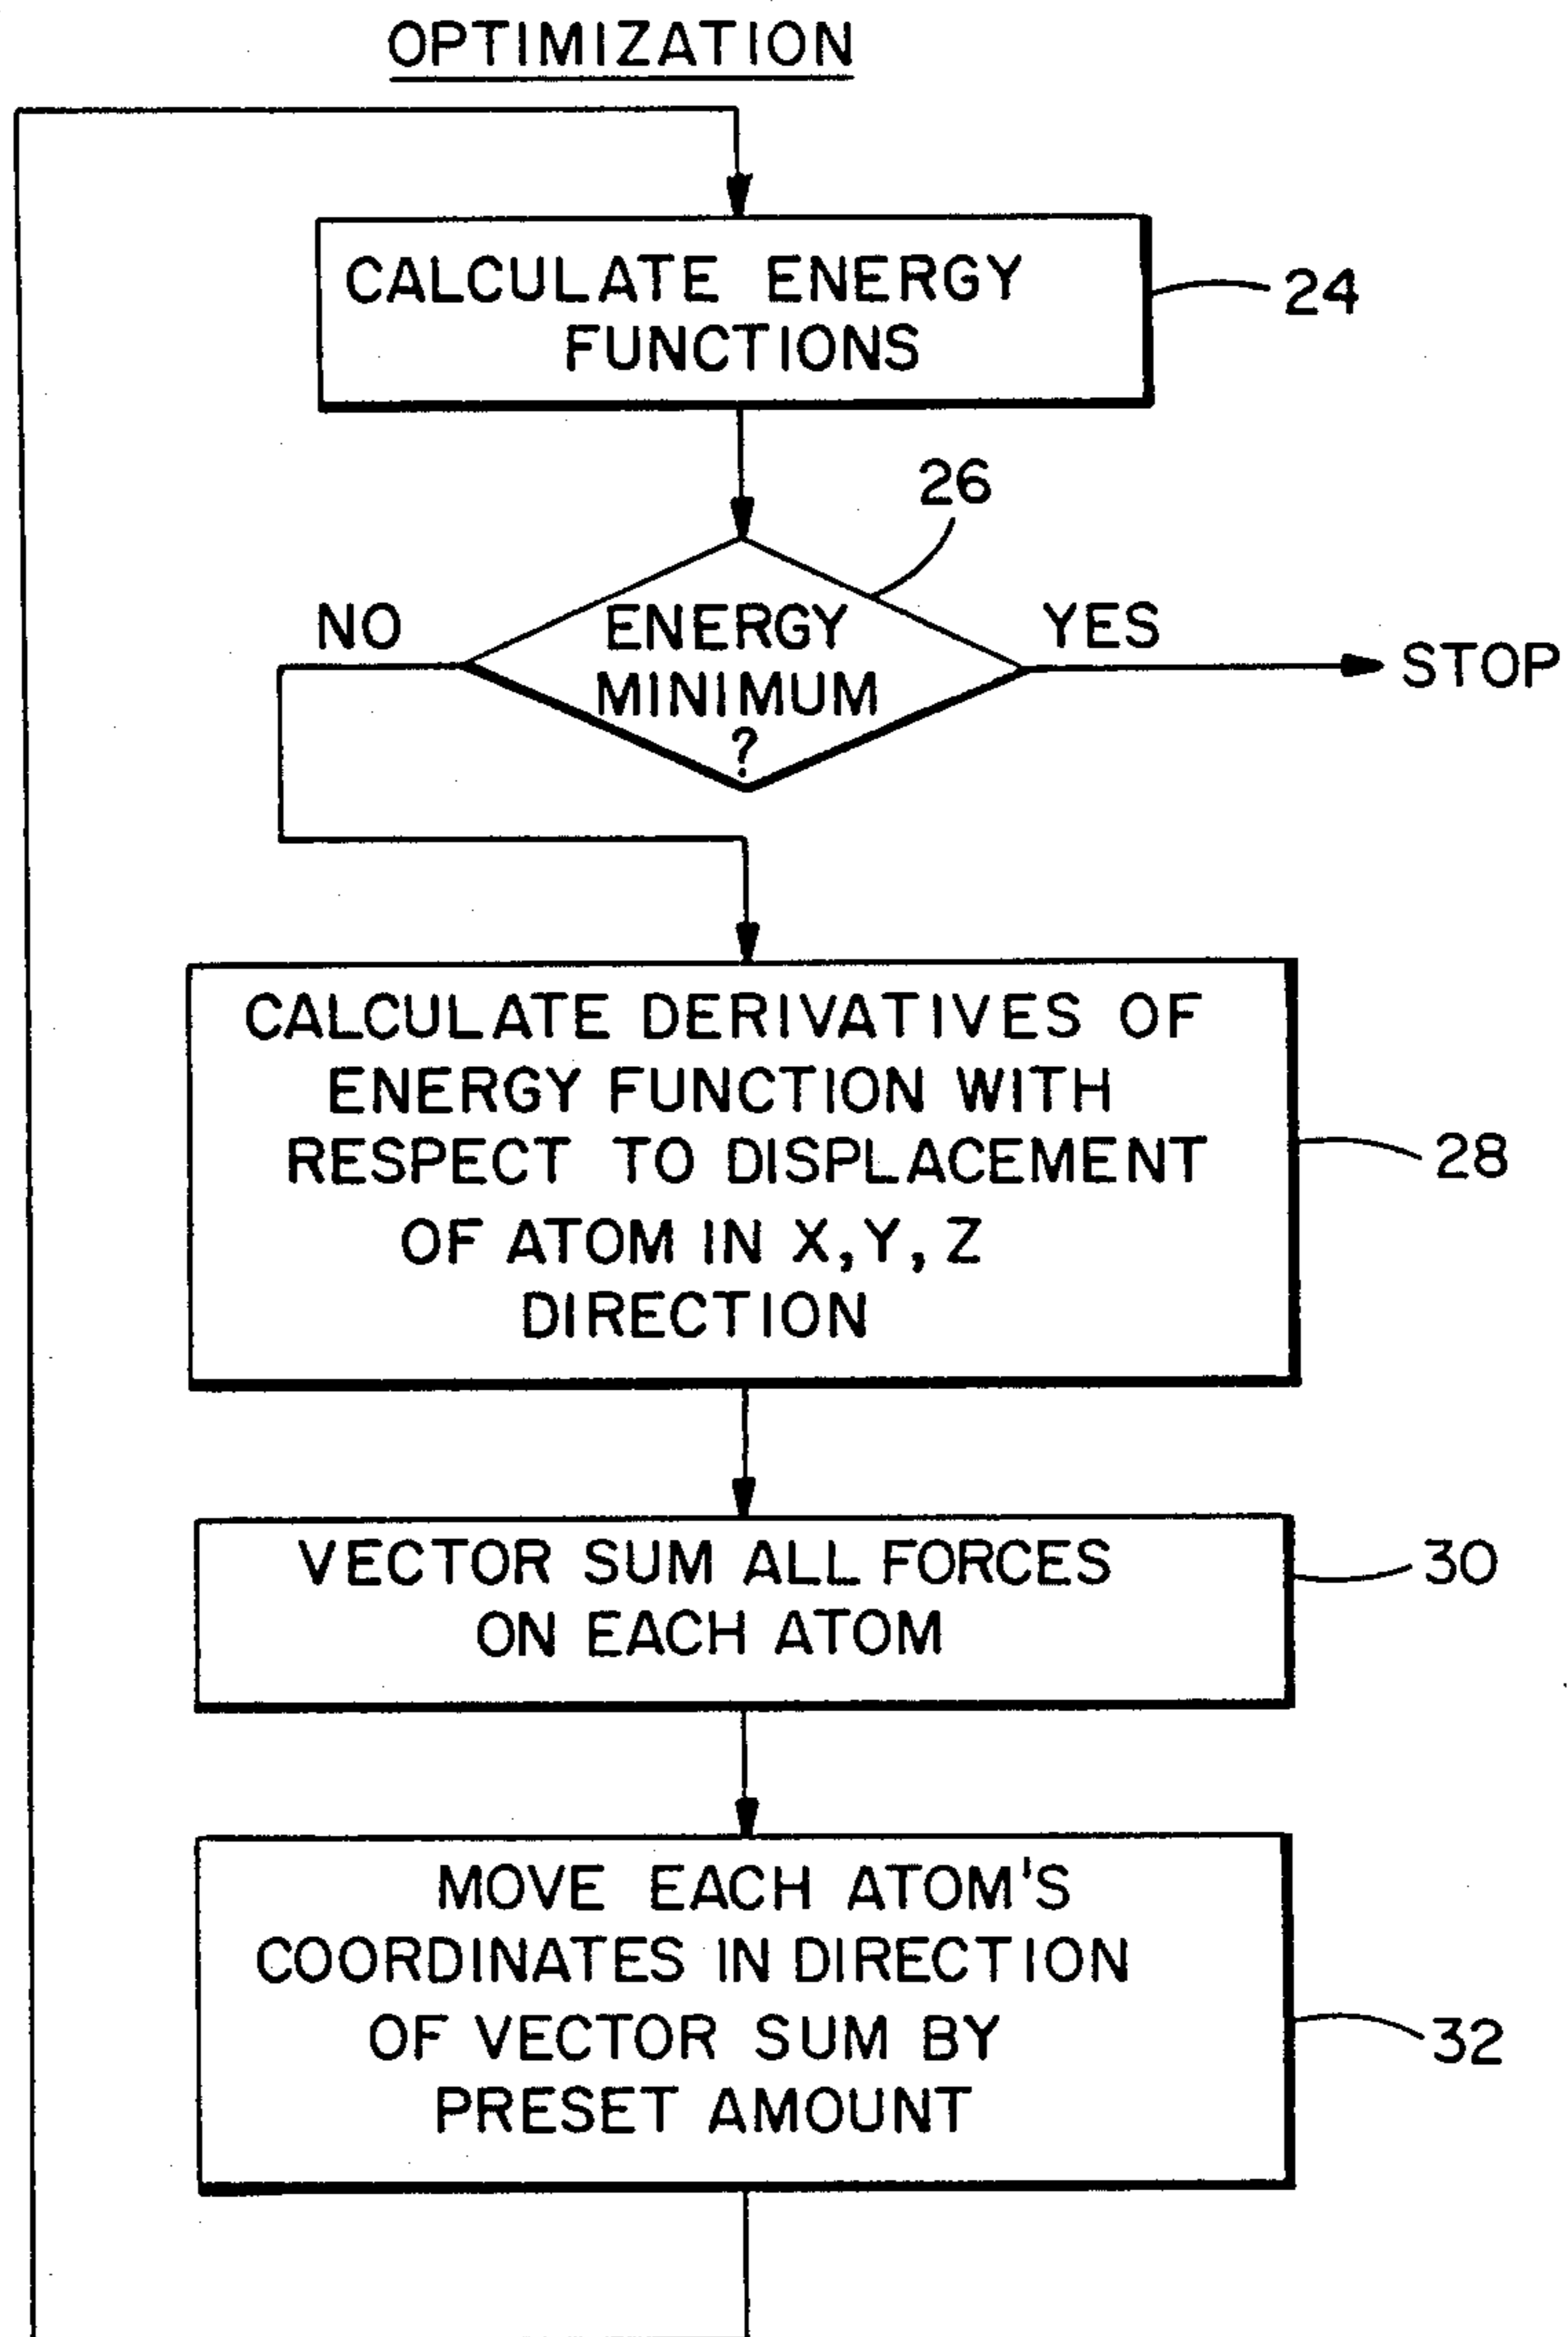 OPTIMIZATION
CALCULATE ENERGY
FUNCTIONS
24
26
NO
ENERGY
MINIMUM
?
YES
STOP
CALCULATE DERIVATIVES OF
ENERGY FUNCTION WITH
RESPECT TO DISPLACEMENT
OF ATOM IN X, Y, Z
DIRECTION
28
VECTOR SUM ALL FORCES
ON EACH ATOM
30
MOVE EACH ATOM'S
COORDINATES IN DIRECTION
OF VECTOR SUM BY
PRESET AMOUNT
32